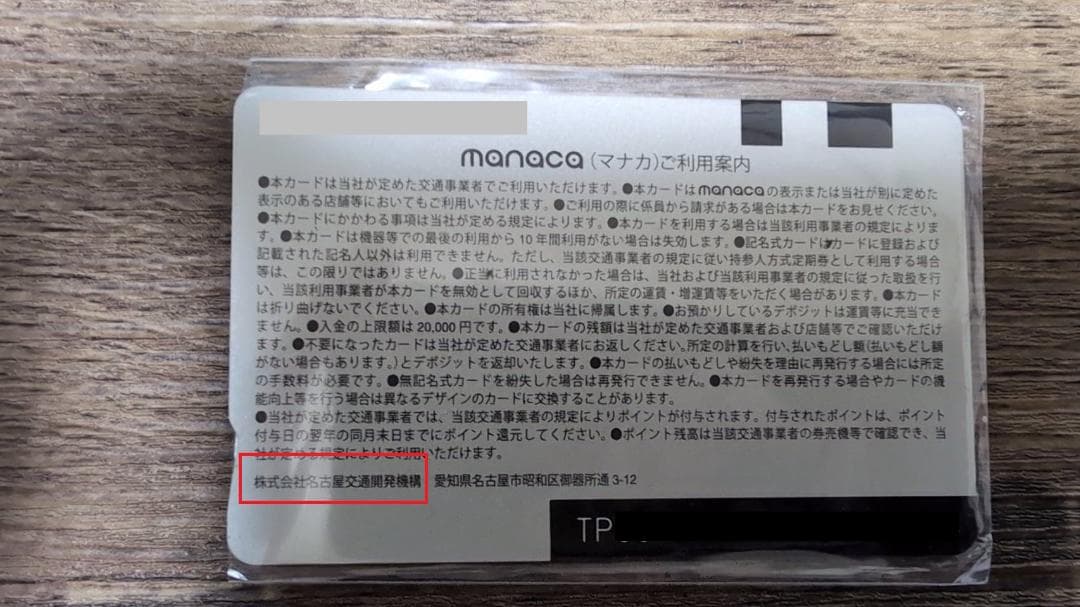 manaca（マナカ）ご利用案内
●本カードは当社が定めた交通事業者でご利用いただけます。●本カードはmanacaの表示または当社が別に定めた
表示のある店舗等においてもご利用いただけます。●ご利用の際に係員から請求がある場合は本カードをお見せください。
●本カードにかかわる事項は当社が定める規定によります。●本カードを利用する場合は当該利用事業者の規定によりま
す。●本カードは機器等での最後の利用から10年間利用がない場合は失効します。●記名式カードはカードに登録および
記載された記名人以外は利用できません。ただし、当該交通事業者の規定に従い持参人方式定期券として利用する場合
等は、この限りではありません。●正当に利用されなかった場合は、当社および当該利用事業者の規定に従った取扱を行
い、当該利用事業者が本カードを無効として回収するほか、所定の運賃・増運賃等をいただく場合があります。●本カード
は折り曲げないでください。●本カードの所有権は当社に帰属します。●お預かりしているデポジットは運賃等に充当でき
ません。●入金の上限額は20,000円です。●本カードの残額は当社が定めた交通事業者および店舗等でご確認いただけ
ます。●不要になったカードは当社が定めた交通事業者にお返しください。所定の計算を行い、払いもどし額（払いもどし額
がない場合もあります。）とデポジットを返却いたします。●本カードの払いもどしや紛失を理由に再発行する場合には所定
の手数料が必要です。●無記名式カードを紛失した場合は再発行できません。●本カードを再発行する場合やカードの機
能向上等を行う場合は異なるデザインのカードに交換することがあります。
●当社が定めた交通事業者では、当該交通事業者の規定によりポイントが付与されます。付与されたポイントは、ポイント
付与日の翌年の同月末日までにポイント還元してください。●ポイント残高は当該交通事業者の券売機等で確認でき、当
社が定める規定によりご利用いただけます。
株式会社名古屋交通開発機構 愛知県名古屋市昭和区御器所通3-12
TP